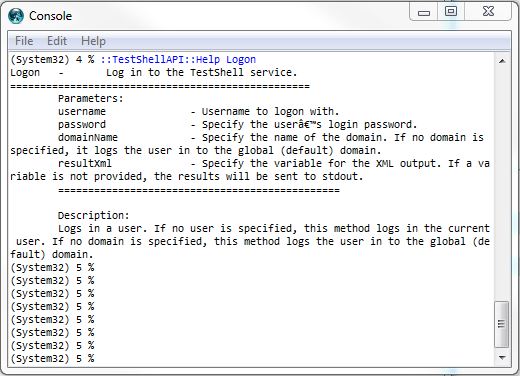 Console
File Edit Help
(System32) 4 % ::TestShellAPI::Help Logon
Logon   -       Log in to the TestShell service.
==================================================
        Parameters:
        username              - Username to logon with.
        password              - Specify the userâ€™s login password.
        domainName            - Specify the name of the domain. If no domain is
specified, it logs the user in to the global (default) domain.
        resultXml             - Specify the variable for the XML output. If a va
riable is not provided, the results will be sent to stdout.
        ===============================================

        Description:
        Logs in a user. If no user is specified, this method logs in the current
 user. If no domain is specified, this method logs the user in to the global (de
fault) domain.
(System32) 5 %
(System32) 5 %
(System32) 5 %
(System32) 5 %
(System32) 5 %
(System32) 5 %
(System32) 5 %
(System32) 5 %